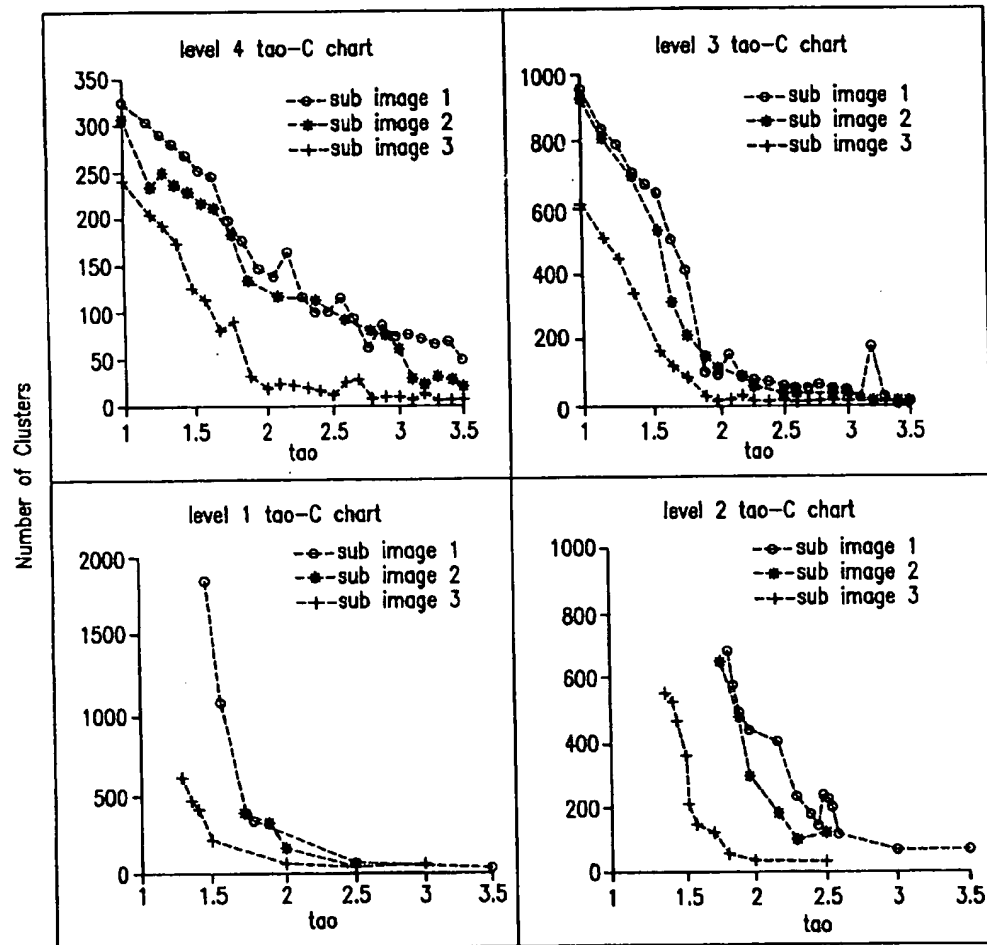 Number of Clusters
level 4 tao-C chart
350
300
250
200
150
100
50
0
sub image 1
sub image 2
sub image 3
1 1.5 2 2.5 3 3.5
tao
level 3 tao-C chart
1000
800
600
400
200
0
sub image 1
sub image 2
sub image 3
1 1.5 2 2.5 3 3.5
tao
level 1 tao-C chart
2000
1500
1000
500
0
sub image 1
sub image 2
sub image 3
1 1.5 2 2.5 3 3.5
tao
level 2 tao-C chart
1000
800
600
400
200
0
sub image 1
sub image 2
sub image 3
1 1.5 2 2.5 3 3.5
tao